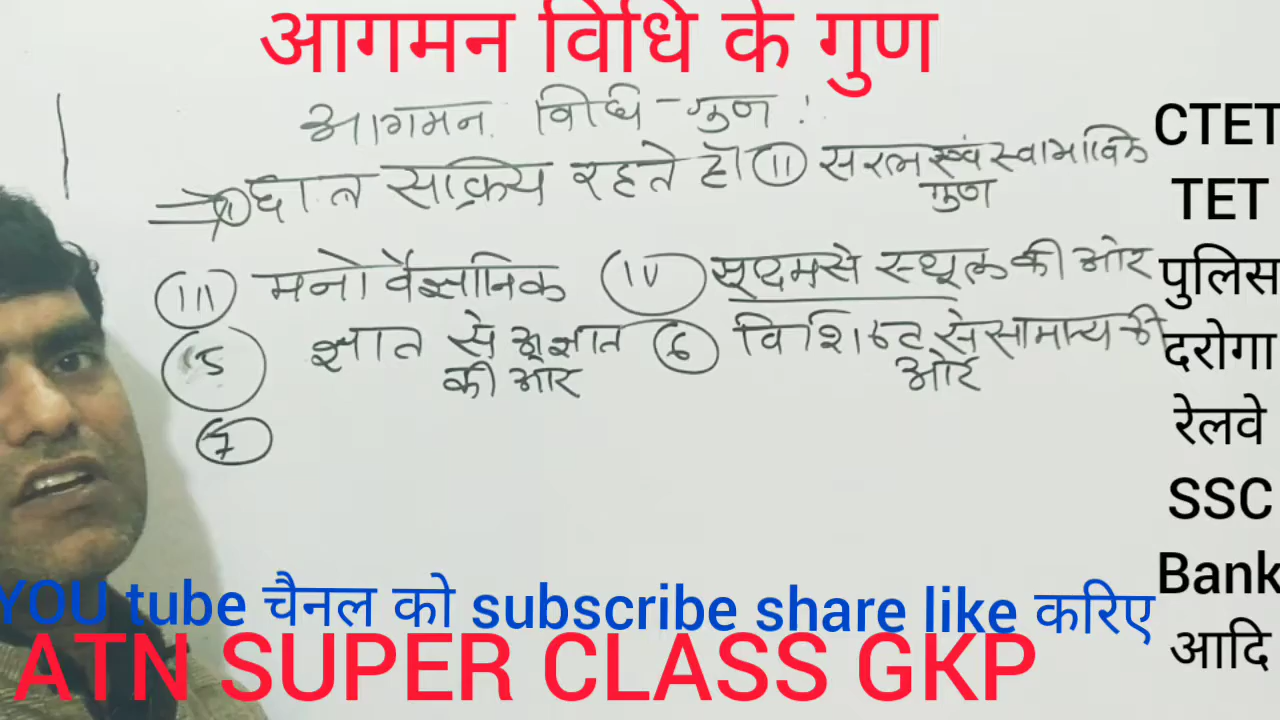 आगमन विधि के गुण
आगमन विधि - गुण :
⇒ (I) छात्र सक्रिय रहते हैं (II) सरल एवं स्वाभाविक
गुण
(III) मनोवैज्ञानिक (IV) सूक्ष्म से स्थूल की ओर
(5) ज्ञात से अज्ञात (6) विशिष्ट से सामान्य की
की ओर ओर
(7)
CTET
TET
पुलिस
दरोगा
रेलवे
SSC
Bank
आदि
YOU tube चैनल को subscribe share like करिए
ATN SUPER CLASS GKP